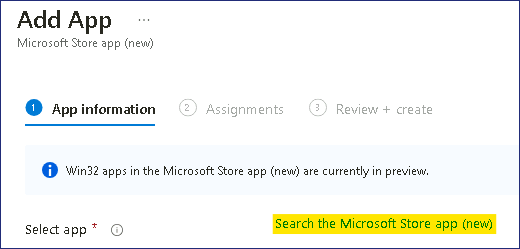 Add App ...
Microsoft Store app (new)
1 App information 2 Assignments 3 Review + create
Win32 apps in the Microsoft Store app (new) are currently in preview.
Select app * Search the Microsoft Store app (new)